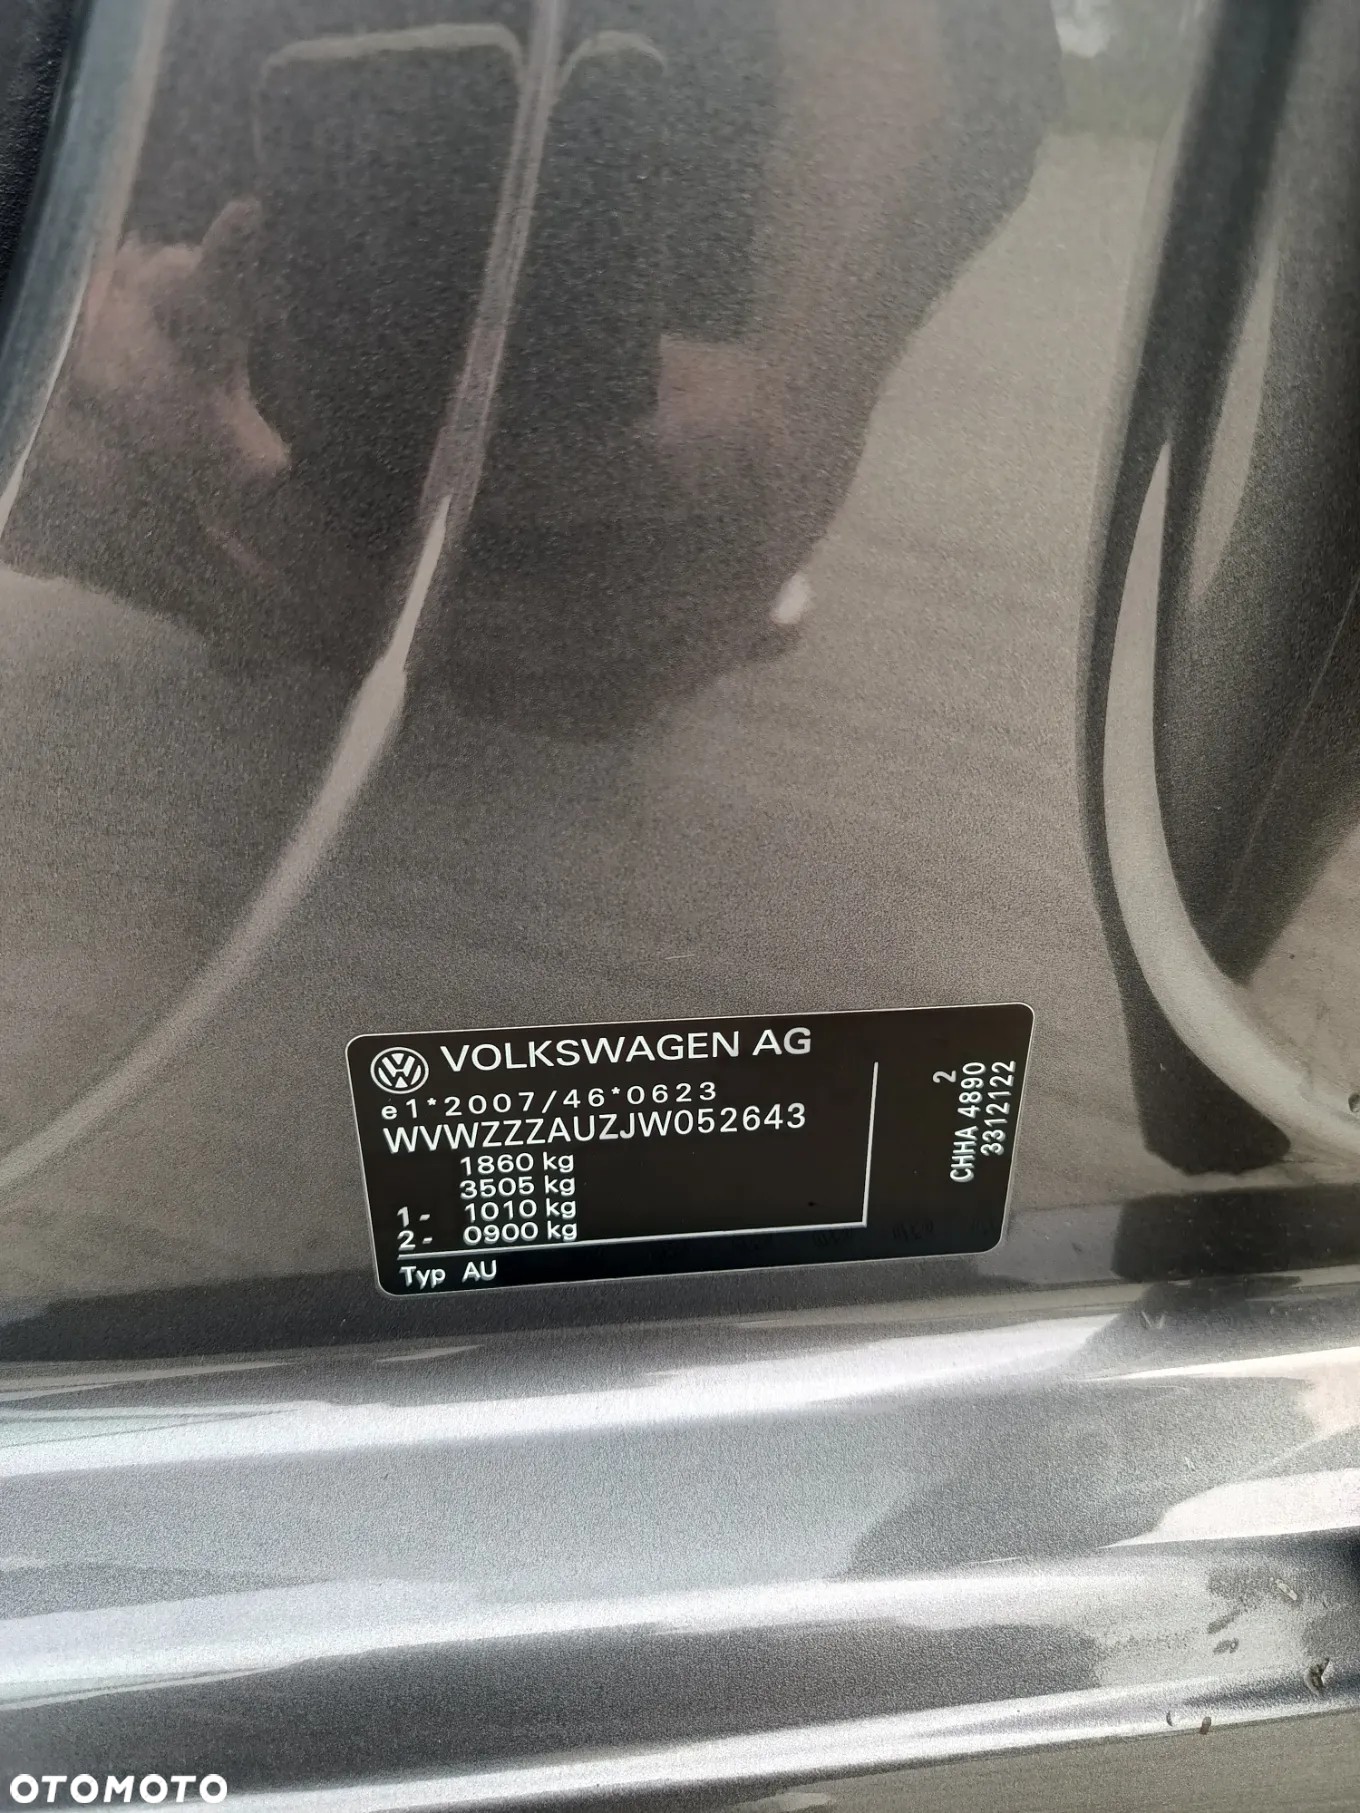 VOLKSWAGEN AG
e1*2007/46*0623
WVWZZZAUZJW052643
1860 kg
3505 kg
1- 1010 kg
2- 0900 kg
Typ AU
2
CHHA 4890
3312122
OTOMOTO